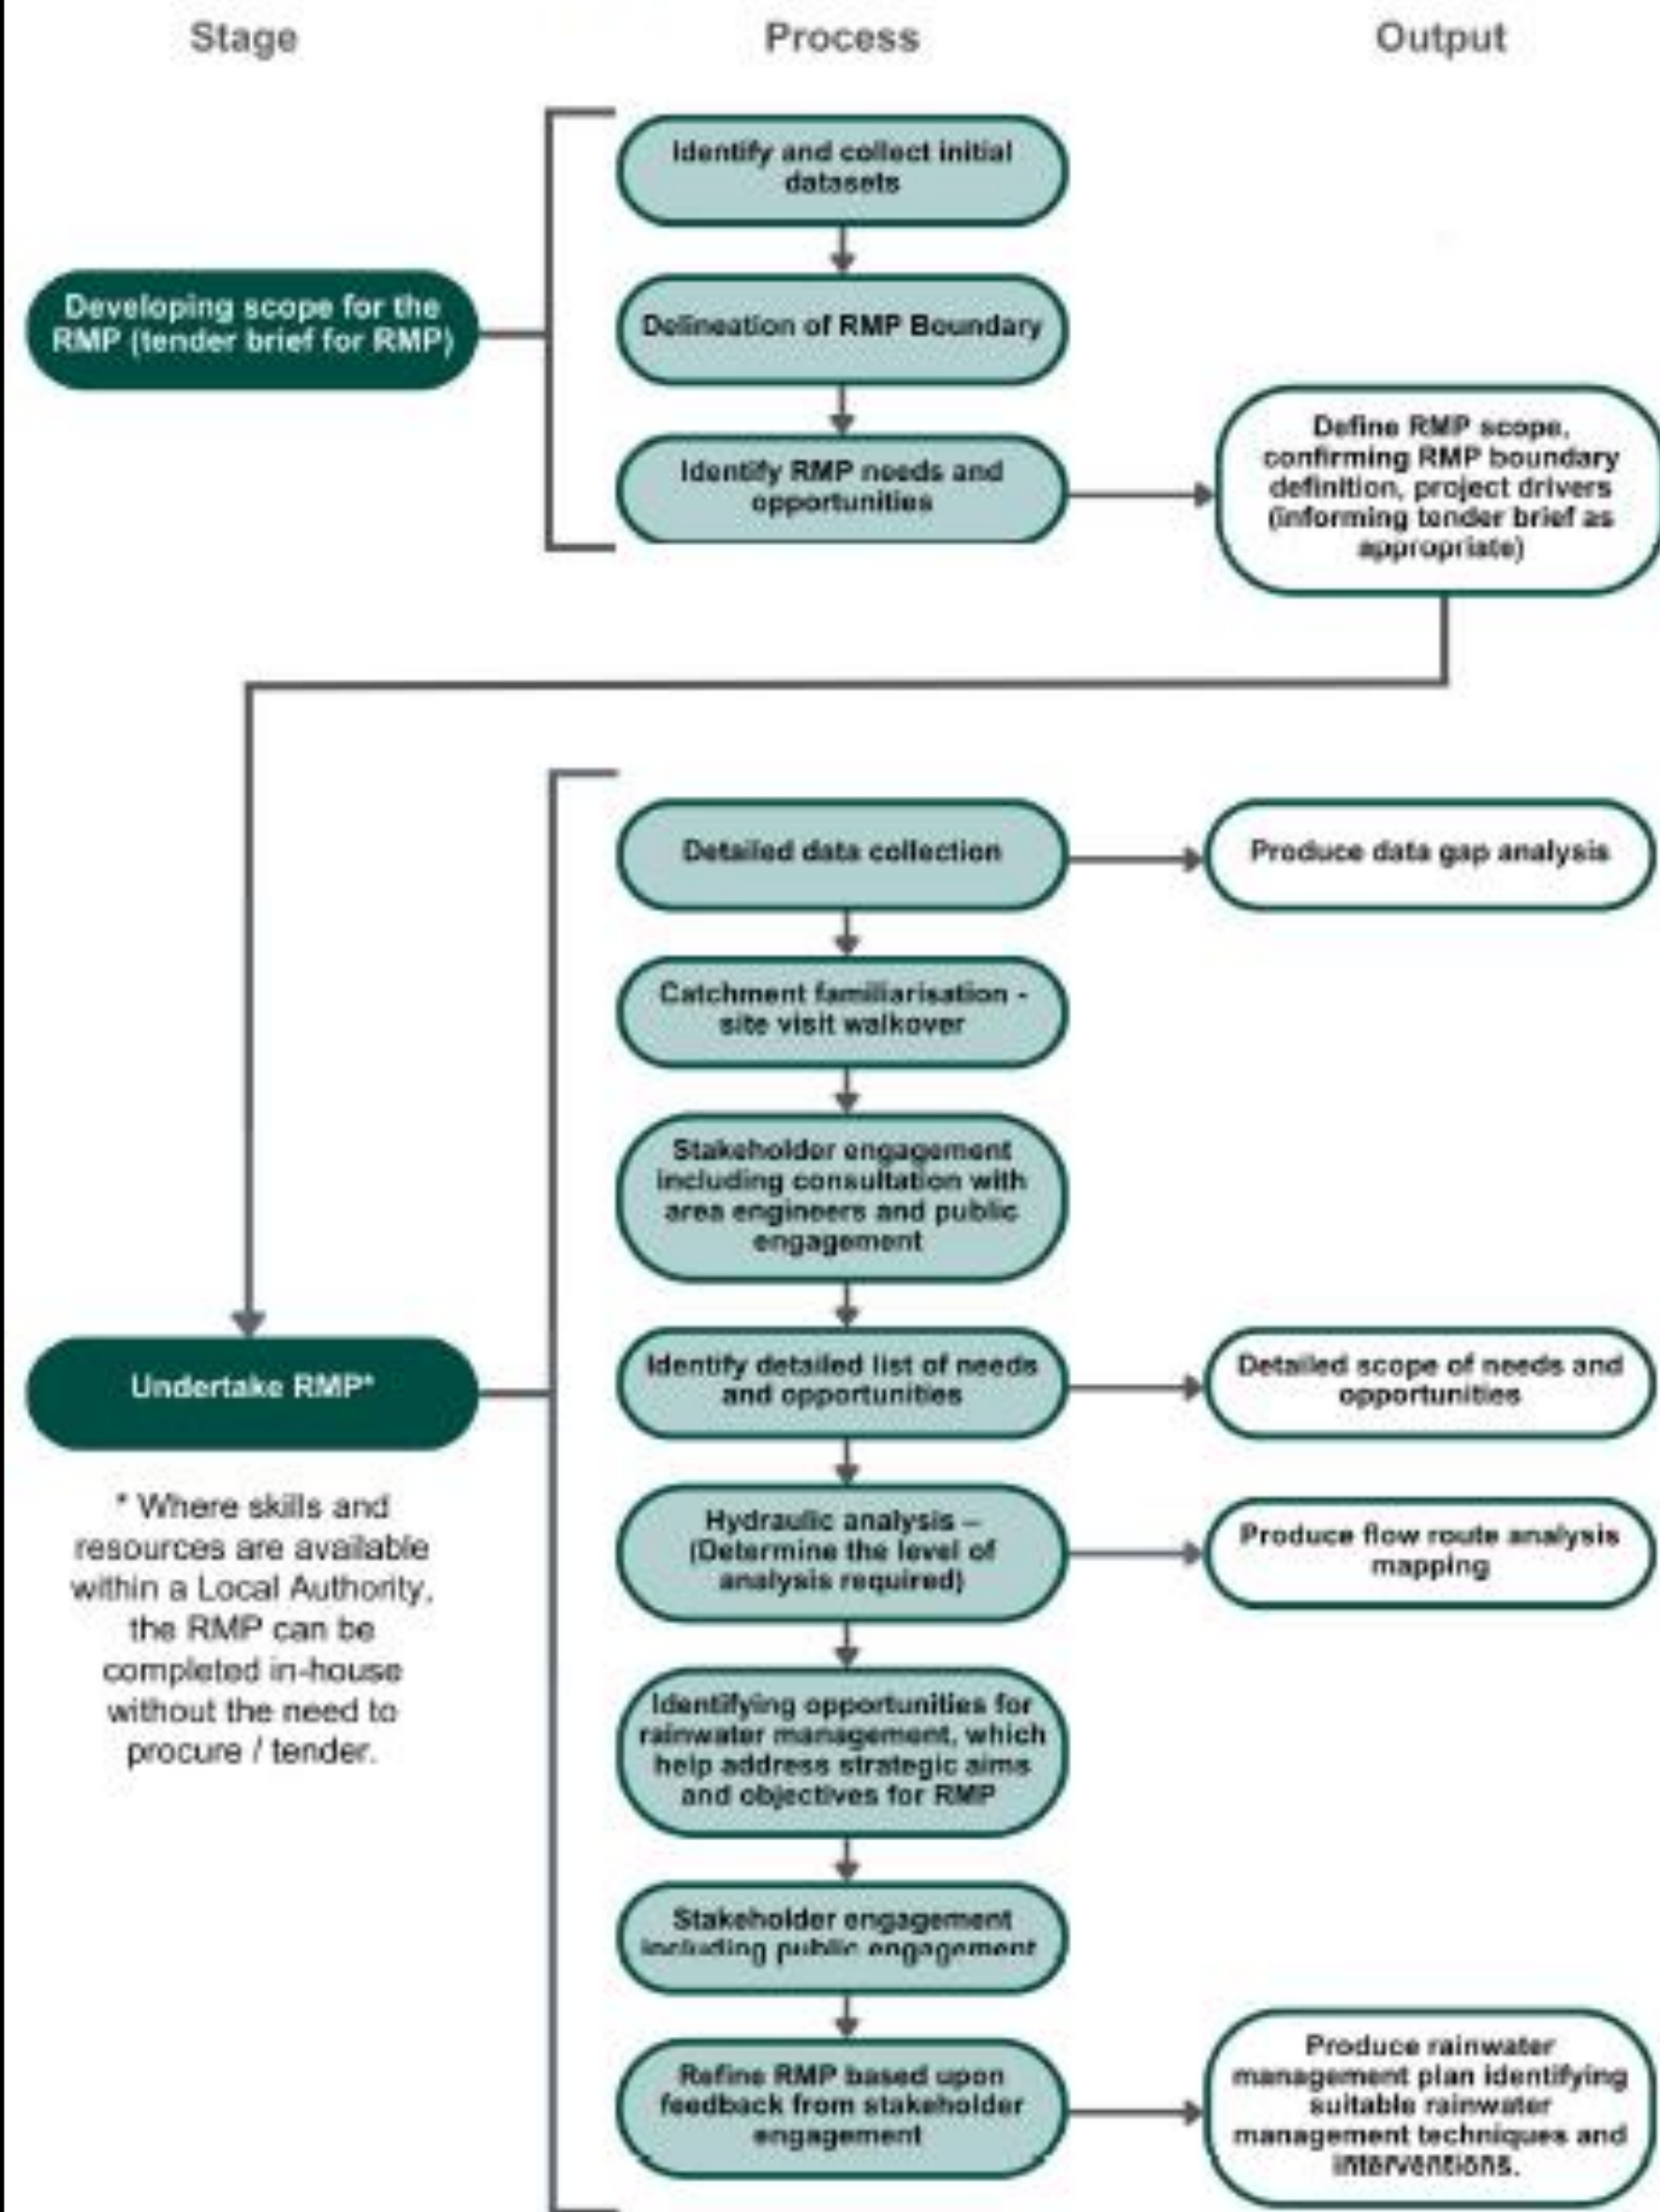 Stage
Process
Output
Developing scope for the
RMP (tender brief for RMP)
Identify and collect initial
datasets
Delineation of RMP Boundary
Identify RMP needs and
opportunities
Define RMP scope,
confirming RMP boundary
definition, project drivers
(informing tender brief as
appropriate)
Undertake RMP*
* Where skills and
resources are available
within a Local Authority,
the RMP can be
completed in-house
without the need to
procure / tender.
Detailed data collection
Produce data gap analysis
Catchment familiarisation -
site visit walkover
Stakeholder engagement
including consultation with
area engineers and public
engagement
Identify detailed list of needs
and opportunities
Detailed scope of needs and
opportunities
Hydraulic analysis –
(Determine the level of
analysis required)
Produce flow route analysis
mapping
Identifying opportunities for
rainwater management, which
help address strategic aims
and objectives for RMP
Stakeholder engagement
including public engagement
Refine RMP based upon
feedback from stakeholder
engagement
Produce rainwater
management plan identifying
suitable rainwater
management techniques and
interventions.